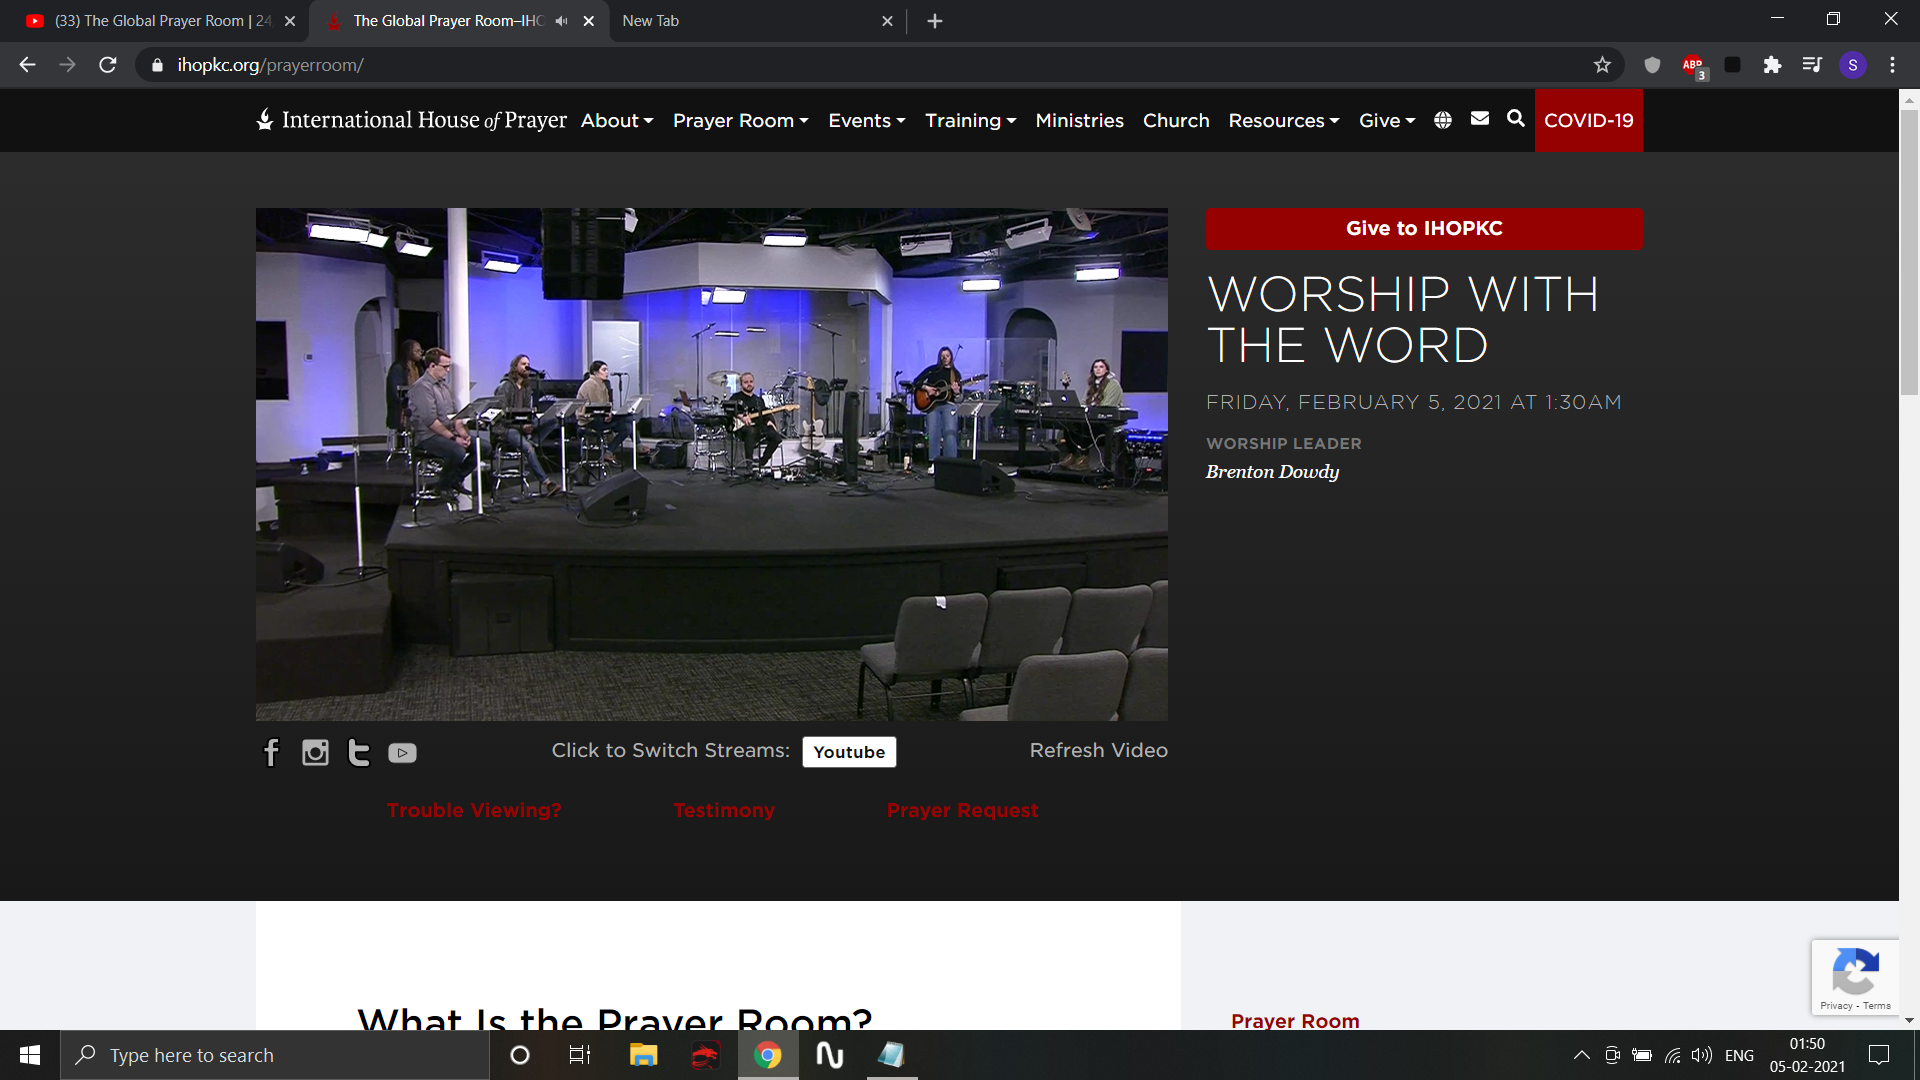 (33) The Global Prayer Room | 24
The Global Prayer Room–IHO
New Tab
ihopkc.org/prayerroom/
ABP
3
S
International House of Prayer
About
Prayer Room
Events
Training
Ministries
Church
Resources
Give
COVID-19
Give to IHOPKC
WORSHIP WITH
THE WORD
FRIDAY, FEBRUARY 5, 2021 AT 1:30AM
WORSHIP LEADER
Brenton Dowdy
Click to Switch Streams:
Youtube
Refresh Video
Trouble Viewing?
Testimony
Prayer Request
What Is the Prayer Room?
Prayer Room
Privacy - Terms
Type here to search
ENG
01:50
05-02-2021